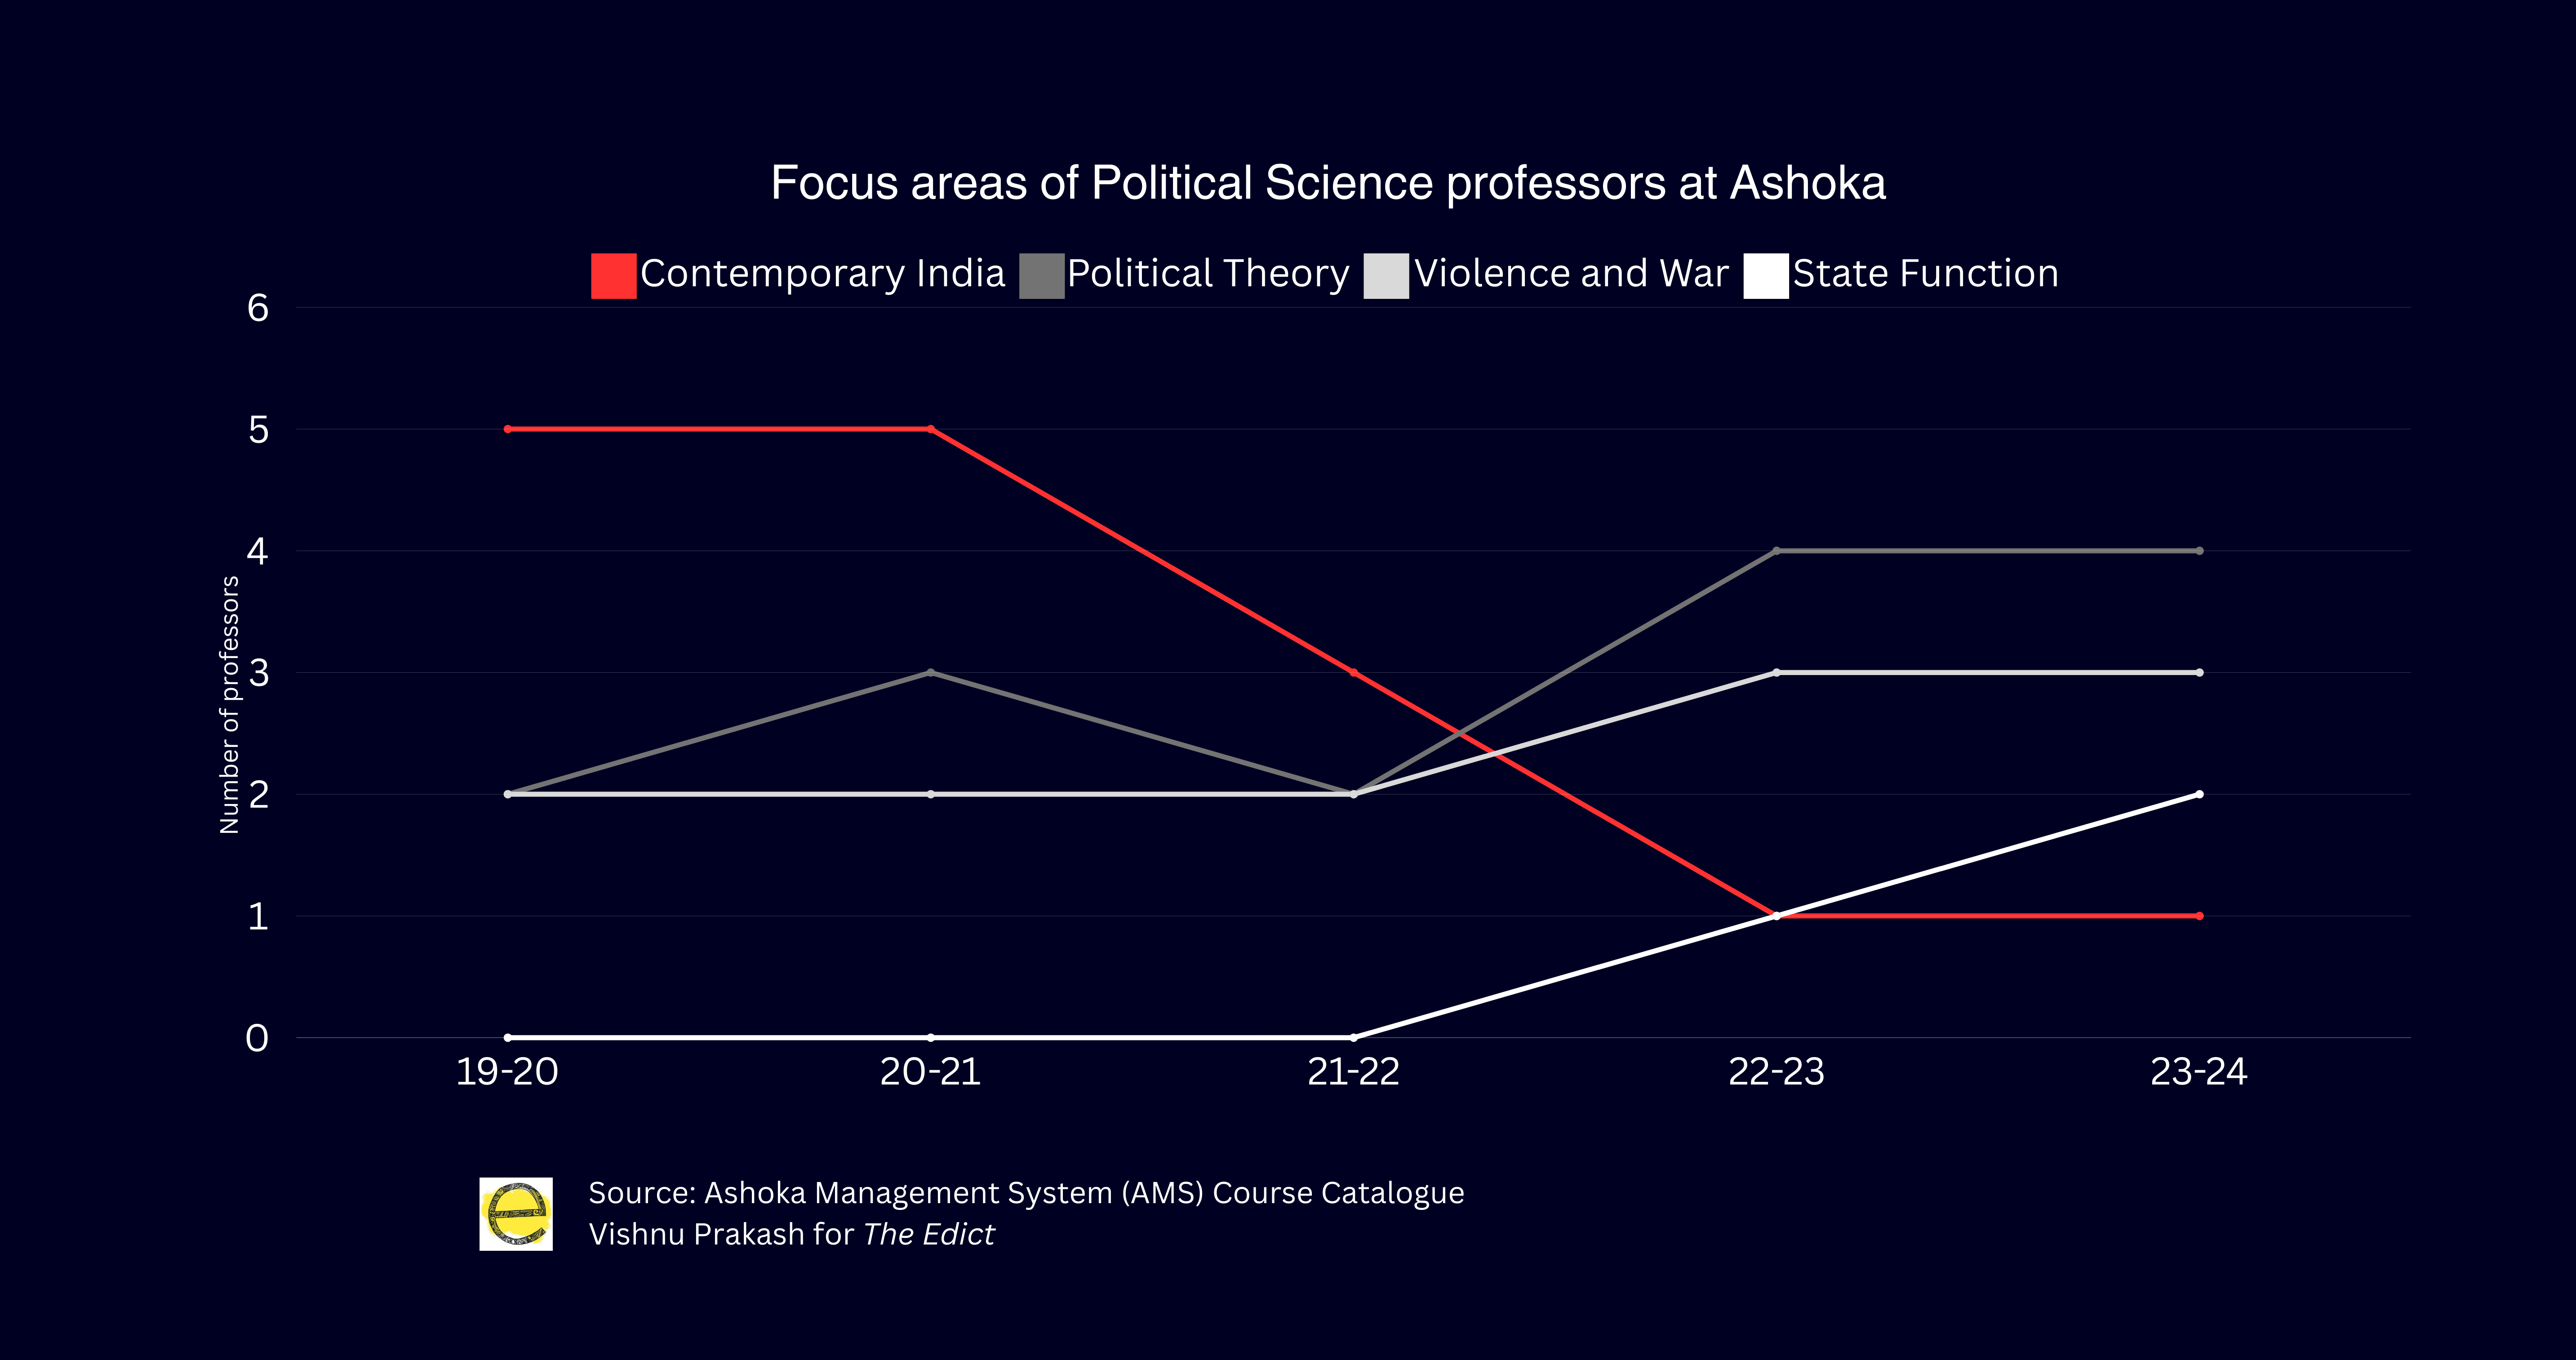 Focus areas of Political Science professors at Ashoka
Contemporary India Political Theory Violence and War State Function
6
5
4
3
2
1
0
Number of professors
19-20 20-21 21-22 22-23 23-24
Source: Ashoka Management System (AMS) Course Catalogue
Vishnu Prakash for The Edict